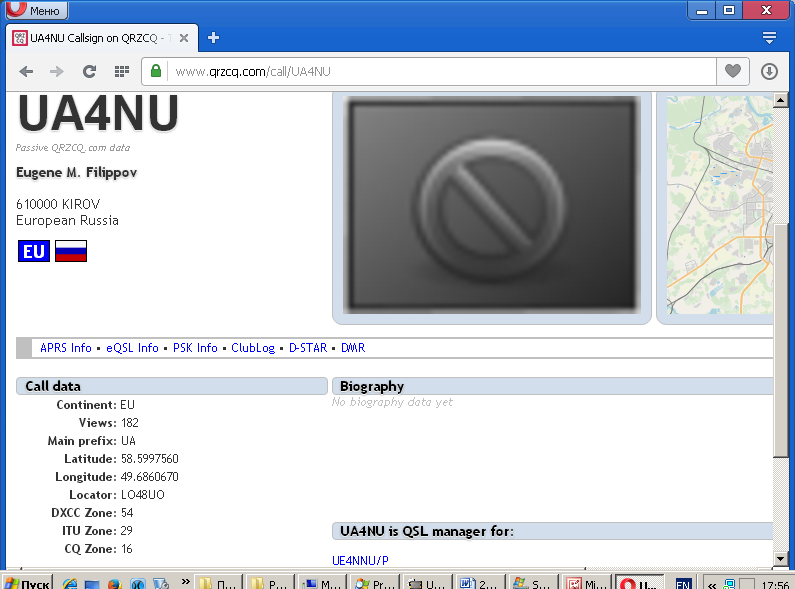 Меню
UA4NU Callsign on QRZCQ -
www.qrzcq.com/call/UA4NU
UA4NU
Passive QRZCQ.com data
Eugene M. Filippov
610000 KIROV
European Russia
EU
APRS Info • eQSL Info • PSK Info • ClubLog • D-STAR • DMR
Call data
Continent: EU
Views: 182
Main prefix: UA
Latitude: 58.5997560
Longitude: 49.6860670
Locator: LO48UO
DXCC Zone: 54
ITU Zone: 29
CQ Zone: 16
Biography
No biography data yet
UA4NU is QSL manager for:
UE4NNU/P
Пуск » П... P... M... Pr... U... 2... S... Mi... U... EN « 17:56